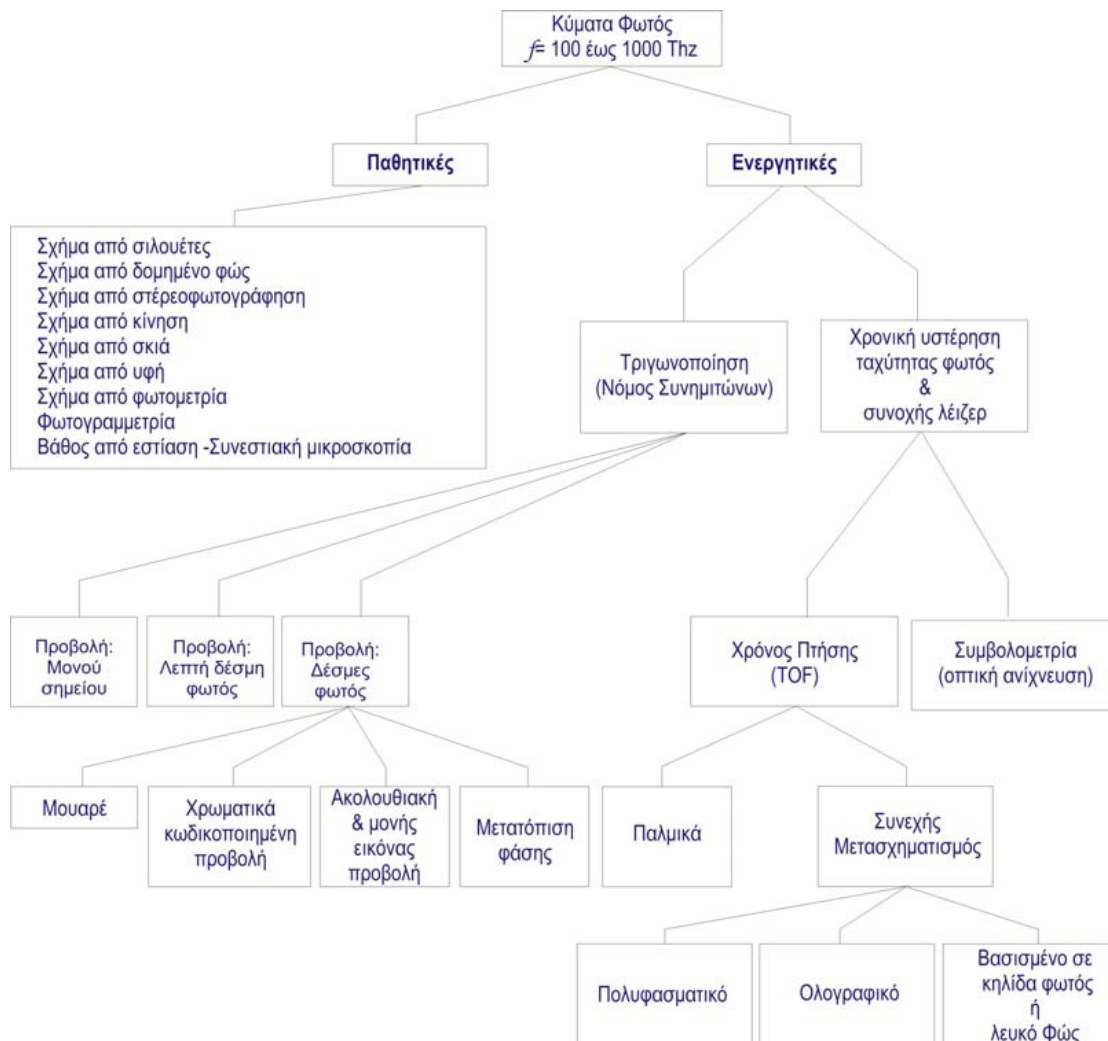 Κύματα Φωτός
f= 100 έως 1000 Thz
Παθητικές
Ενεργητικές
Σχήμα από σιλουέτες
Σχήμα από δομημένο φώς
Σχήμα από στέρεοφωτογράφηση
Σχήμα από κίνηση
Σχήμα από σκιά
Σχήμα από υφή
Σχήμα από φωτομετρία
Φωτογραμμετρία
Βάθος από εστίαση -Συνεστιακή μικροσκοπία
Τριγωνοποίηση
(Νόμος Συνημιτώνων)
Χρονική υστέρηση
ταχύτητας φωτός
&
συνοχής λέιζερ
Προβολή:
Μονού
σημείου
Προβολή:
Λεπτή δέσμη
φωτός
Προβολή:
Δέσμες
φωτός
Χρόνος Πτήσης
(TOF)
Συμβολομετρία
(οπτική ανίχνευση)
Μουαρέ
Χρωματικά
κωδικοποιημένη
προβολή
Ακολουθιακή
& μονής
εικόνας
προβολή
Μετατόπιση
φάσης
Παλμικά
Συνεχής
Μετασχηματισμός
Πολυφασματικό
Ολογραφικό
Βασισμένο σε
κηλίδα φωτός
ή
λευκό Φώς